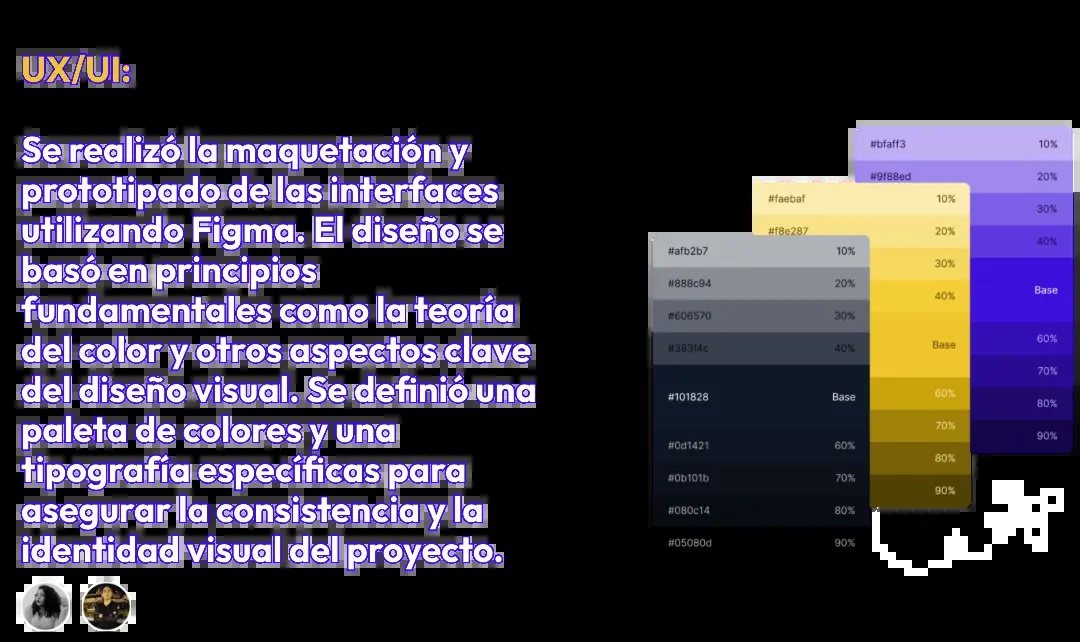 UX/UI:
Se realizó la maquetación y
prototipado de las interfaces
utilizando Figma. El diseño se
basó en principios
fundamentales como la teoría
del color y otros aspectos clave
del diseño visual. Se definió una
paleta de colores y una
tipografía específicas para
asegurar la consistencia y la
identidad visual del proyecto.
#bfaff3 10%
#9f88ed 20%
30%
40%
Base
60%
70%
80%
90%
#faebaf 10%
#f8e287 20%
30%
40%
Base
60%
70%
80%
90%
#afb2b7 10%
#888c94 20%
#606570 30%
#383f4c 40%
#101828 Base
#0d1421 60%
#0b101b 70%
#080c14 80%
#05080d 90%